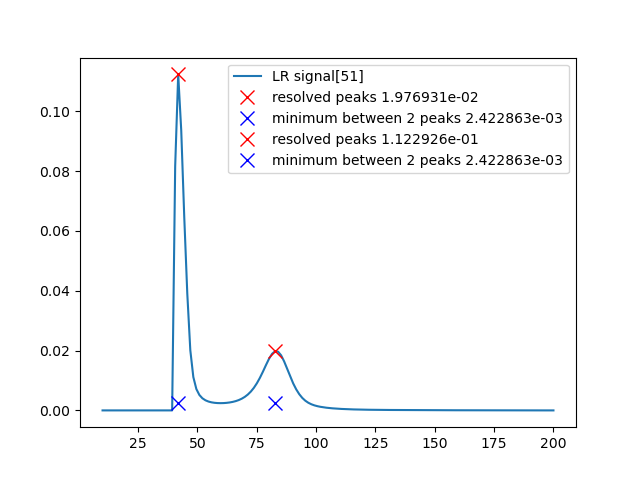 LR signal[51]
resolved peaks 1.976931e-02
minimum between 2 peaks 2.422863e-03
resolved peaks 1.122926e-01
minimum between 2 peaks 2.422863e-03
0.10
0.08
0.06
0.04
0.02
0.00
25 50 75 100 125 150 175 200